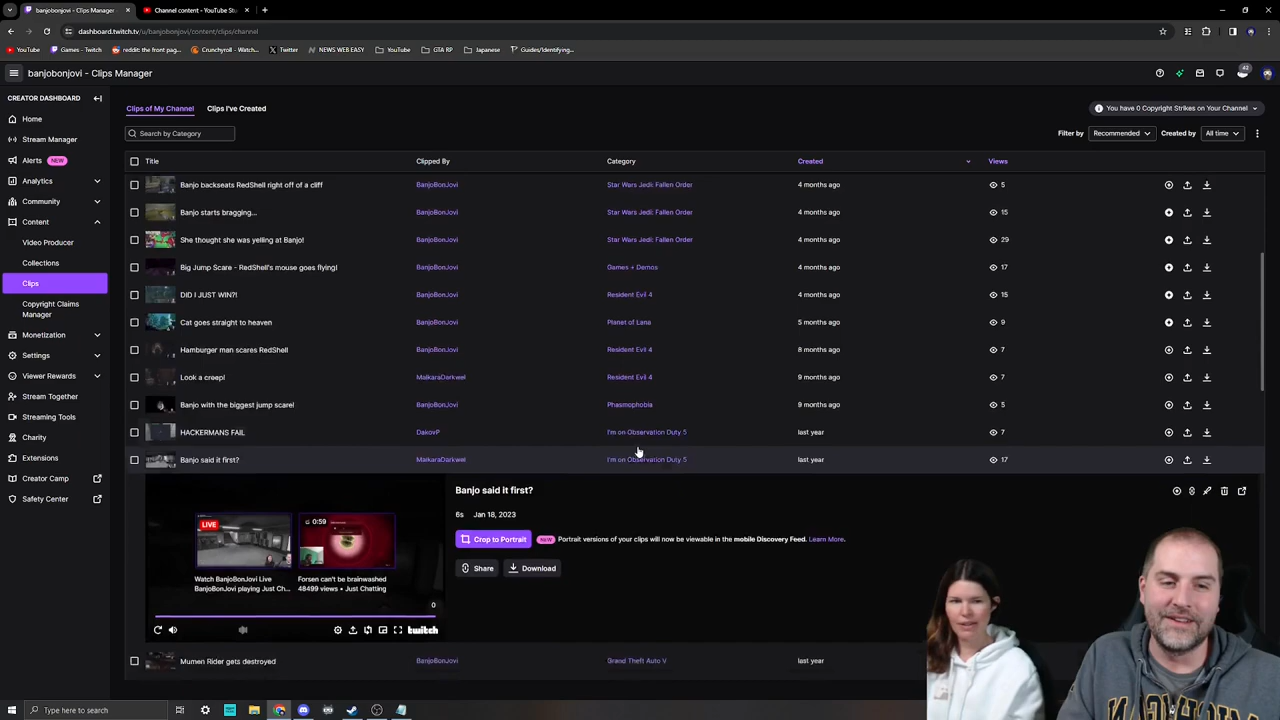 banjobonjovi - Clips Manager
Channel content - YouTube St
dashboard.twitch.tv/u/banjobonjovi/content/clips/channel
YouTube
Games - Twitch
reddit: the front pag...
Crunchyroll - Watch...
Twitter
NEWS WEB EASY
YouTube
GTA RP
Japanese
Guides/Identifying...
banjobonjovi - Clips Manager
42
CREATOR DASHBOARD
Home
Stream Manager
Alerts NEW
Analytics
Community
Content
Video Producer
Collections
Clips
Copyright Claims
Manager
Monetization
Settings
Viewer Rewards
Stream Together
Streaming Tools
Charity
Extensions
Creator Camp
Safety Center
Clips of My Channel
Clips I've Created
You have 0 Copyright Strikes on Your Channel
Search by Category
Filter by Recommended Created by All time
Title Clipped By Category Created Views
Banjo backseats RedShell right off of a cliff BanjoBonJovi Star Wars Jedi: Fallen Order 4 months ago 5
Banjo starts bragging... BanjoBonJovi Star Wars Jedi: Fallen Order 4 months ago 15
She thought she was yelling at Banjo! BanjoBonJovi Star Wars Jedi: Fallen Order 4 months ago 29
Big Jump Scare - RedShell's mouse goes flying! BanjoBonJovi Games + Demos 4 months ago 17
DID I JUST WIN?! BanjoBonJovi Resident Evil 4 4 months ago 15
Cat goes straight to heaven BanjoBonJovi Planet of Lana 5 months ago 9
Hamburger man scares RedShell BanjoBonJovi Resident Evil 4 8 months ago 7
Look a creep! MalkaraDarkwel Resident Evil 4 9 months ago 7
Banjo with the biggest jump scare! BanjoBonJovi Phasmophobia 9 months ago 5
HACKERMANS FAIL DakovP I'm on Observation Duty 5 last year 7
Banjo said it first? MalkaraDarkwel I'm on Observation Duty 5 last year 17
Banjo said it first?
6s Jan 18, 2023
Crop to Portrait NEW Portrait versions of your clips will now be viewable in the mobile Discovery Feed. Learn More.
Share Download
LIVE
0:59
Watch BanjoBonJovi Live
BanjoBonJovi playing Just Ch...
Forsen can't be brainwashed
48499 views • Just Chatting
0
twitch
Mumen Rider gets destroyed BanjoBonJovi Grand Theft Auto V last year
Type here to search